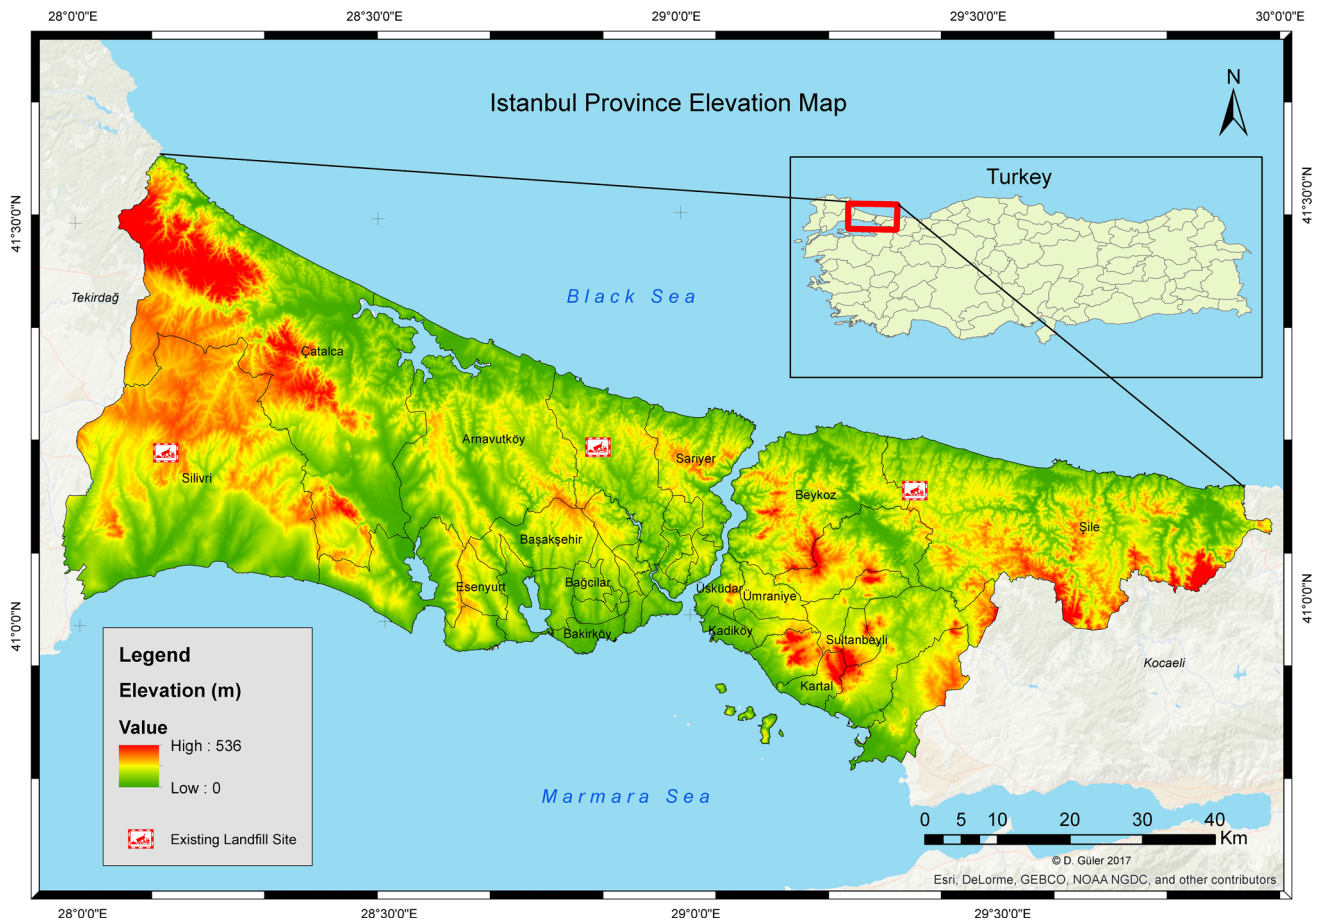 28°0'0"E
28°30'0"E
29°0'0"E
29°30'0"E
30°0'0"E
Istanbul Province Elevation Map
N
Turkey
41°30'0"N
41°30'0"N
Black Sea
Tekirdağ
Çatalca
Arnavutköy
Sarıyer
Silivri
Beykoz
Şile
Başakşehir
Esenyurt
Bağcılar
Üsküdar
Ümraniye
41°0'0"N
41°0'0"N
Bakırköy
Kadıköy
Sultanbeyli
Kartal
Kocaeli
Legend
Elevation (m)
Value
High : 536
Low : 0
Existing Landfill Site
Marmara Sea
0 5 10 20 30 40
Km
© D. Güler 2017
Esri, DeLorme, GEBCO, NOAA NGDC, and other contributors
28°0'0"E
28°30'0"E
29°0'0"E
29°30'0"E